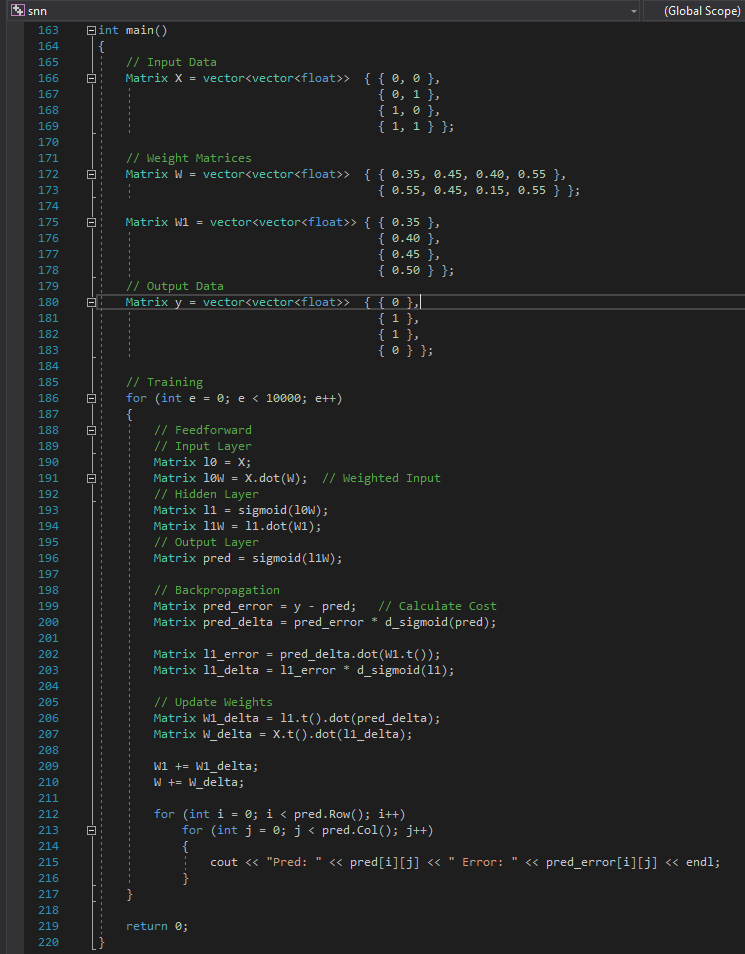 snn (Global Scope)
163 int main()
164 {
165 // Input Data
166 Matrix X = vector<vector<float>> { { 0, 0 },
167 { 0, 1 },
168 { 1, 0 },
169 { 1, 1 } };
170
171 // Weight Matrices
172 Matrix W = vector<vector<float>> { { 0.35, 0.45, 0.40, 0.55 },
173 { 0.55, 0.45, 0.15, 0.55 } };
174
175 Matrix W1 = vector<vector<float>> { { 0.35 },
176 { 0.40 },
177 { 0.45 },
178 { 0.50 } };
179 // Output Data
180 Matrix y = vector<vector<float>> { { 0 },
181 { 1 },
182 { 1 },
183 { 0 } };
184
185 // Training
186 for (int e = 0; e < 10000; e++)
187 {
188 // Feedforward
189 // Input Layer
190 Matrix l0 = X;
191 Matrix l0W = X.dot(W); // Weighted Input
192 // Hidden Layer
193 Matrix l1 = sigmoid(l0W);
194 Matrix l1W = l1.dot(W1);
195 // Output Layer
196 Matrix pred = sigmoid(l1W);
197
198 // Backpropagation
199 Matrix pred_error = y - pred; // Calculate Cost
200 Matrix pred_delta = pred_error * d_sigmoid(pred);
201
202 Matrix l1_error = pred_delta.dot(W1.t());
203 Matrix l1_delta = l1_error * d_sigmoid(l1);
204
205 // Update Weights
206 Matrix W1_delta = l1.t().dot(pred_delta);
207 Matrix W_delta = X.t().dot(l1_delta);
208
209 W1 += W1_delta;
210 W += W_delta;
211
212 for (int i = 0; i < pred.Row(); i++)
213 for (int j = 0; j < pred.Col(); j++)
214 {
215 cout << "Pred: " << pred[i][j] << " Error: " << pred_error[i][j] << endl;
216 }
217 }
218
219 return 0;
220 }